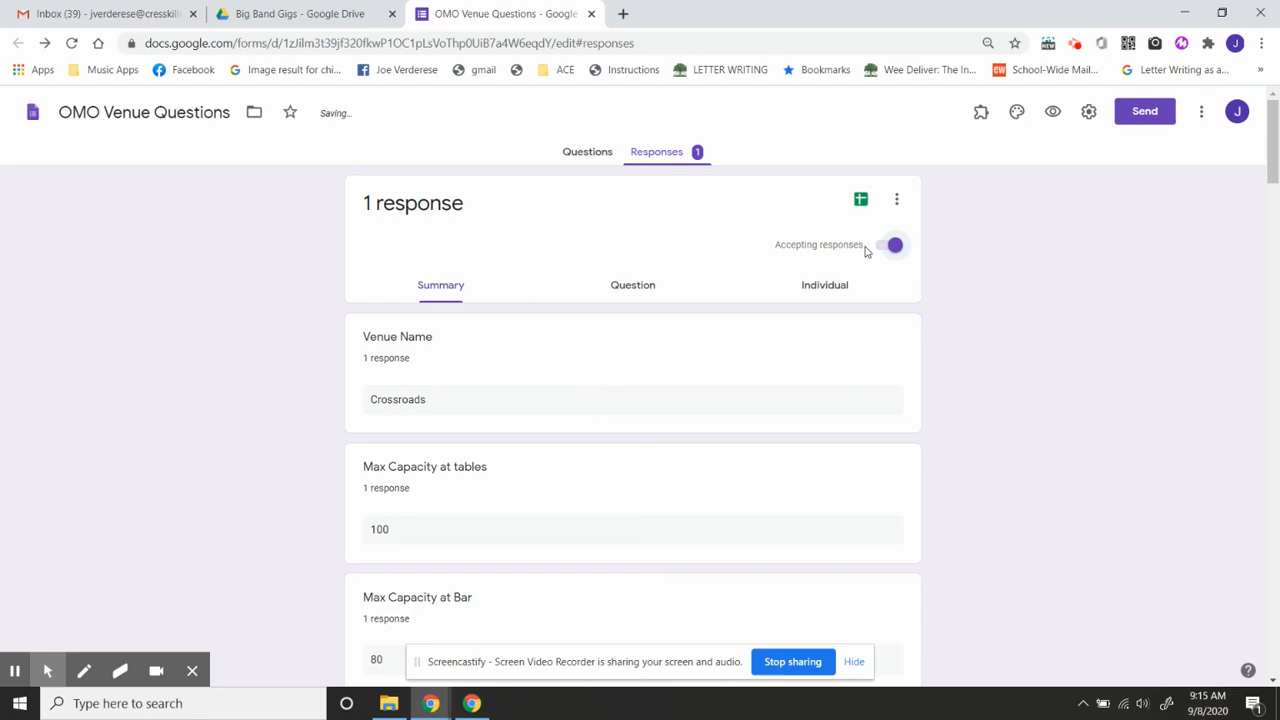 Inbox (39) - jverderese@cresskill
Big Band Gigs - Google Drive
OMO Venue Questions - Google
docs.google.com/forms/d/1zJilm3t39jf320fkwP1OC1pLsVoThp0UiB7a4W6eqdY/edit#responses
Apps
Music Apps
Facebook
Image result for chi...
Joe Verderese
gmail
ACE
Instructions
LETTER WRITING
Bookmarks
Wee Deliver: The In...
School-Wide Mail...
Letter Writing as a...
OMO Venue Questions
Saving...
Send
J
Questions
Responses 1
1 response
Accepting responses
Summary
Question
Individual
Venue Name
1 response
Crossroads
Max Capacity at tables
1 response
100
Max Capacity at Bar
1 response
80
Screencastify - Screen Video Recorder is sharing your screen and audio.
Stop sharing
Hide
Type here to search
9:15 AM
9/8/2020